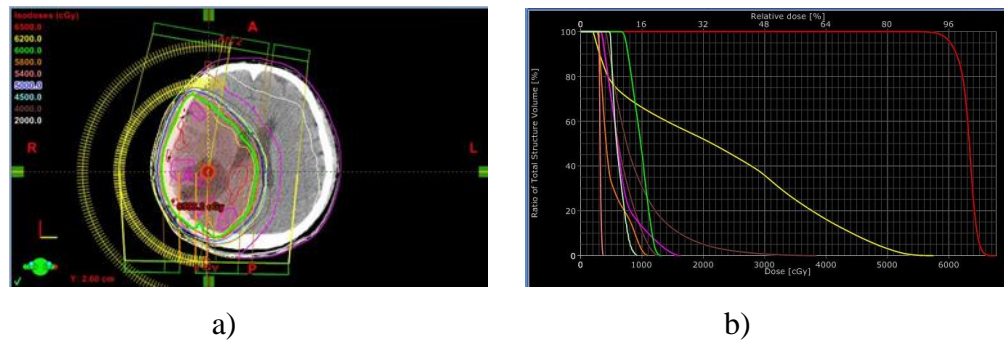 Isodoses (cGy)
6500.0
6200.0
6000.0
5800.0
5400.0
5000.0
4500.0
4000.0
2000.0
A
R
L
P
Y: 2.60 cm
a)
Relative dose [%]
0 16 32 48 64 80 96
Ratio of Total Structure Volume [%]
100
80
60
40
20
0
0 1000 2000 3000 4000 6000
Dose [cGy]
b)